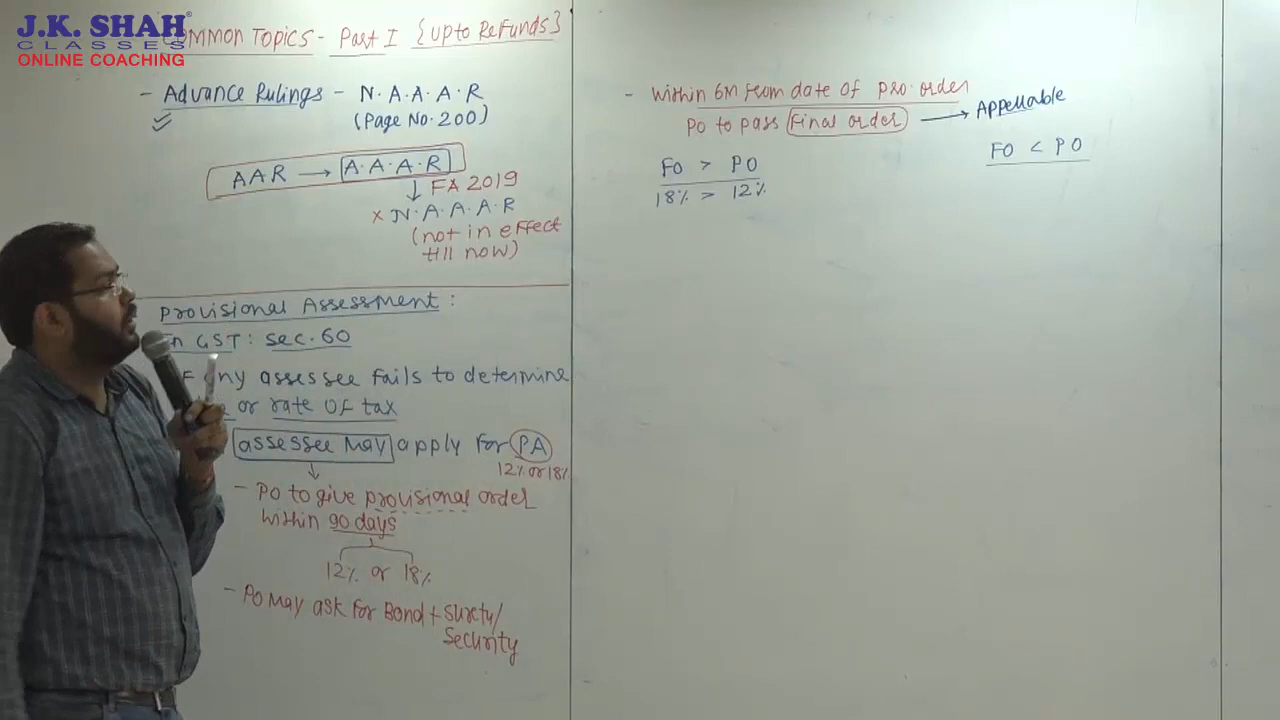 J.K. SHAH®
CLASSES
ONLINE COACHING
OMMON TOPICS - Part I {upto Refunds}
- Advance Rulings - N.A.A.A.R
(Page No. 200)
AAR → A.A.A.R
↓ FA 2019
x N.A.A.A.R
(not in effect
till now)
Provisional Assessment:
n GST: sec. 60
F any assessee fails to determine
or rate of tax
assessee may apply for PA
12% or 18%
- PO to give provisional order
within 90 days
12% or 18%
- PO may ask for Bond + surety/
security
- within 6M from date of pro. order
PO to pass Final order → Appellable
FO > PO
18% > 12%
FO < PO